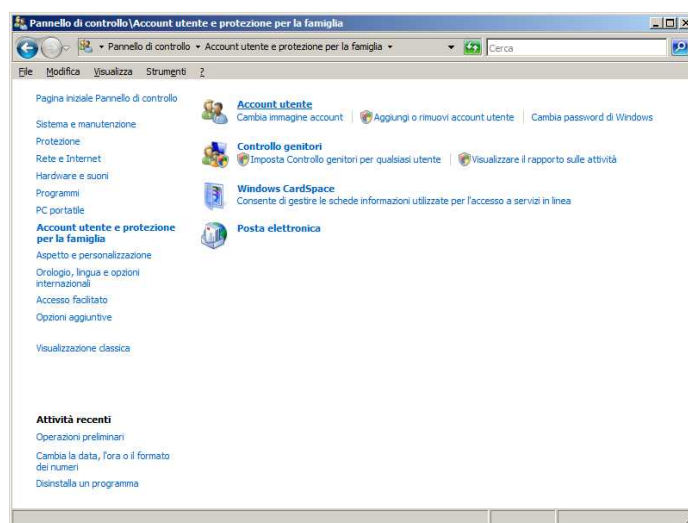 Pannello di controllo\Account utente e protezione per la famiglia
Pannello di controllo Account utente e protezione per la famiglia
Cerca
File Modifica Visualizza Strumenti ?
Pagina iniziale Pannello di controllo
Sistema e manutenzione
Protezione
Rete e Internet
Hardware e suoni
Programmi
PC portatile
Account utente e protezione
per la famiglia
Aspetto e personalizzazione
Orologio, lingua e opzioni
internazionali
Accesso facilitato
Opzioni aggiuntive
Visualizzazione classica
Attività recenti
Operazioni preliminari
Cambia la data, l'ora o il formato
dei numeri
Disinstalla un programma
Account utente
Cambia immagine account Aggiungi o rimuovi account utente Cambia password di Windows
Controllo genitori
Imposta Controllo genitori per qualsiasi utente Visualizzare il rapporto sulle attività
Windows CardSpace
Consente di gestire le schede informazioni utilizzate per l'accesso a servizi in linea
Posta elettronica